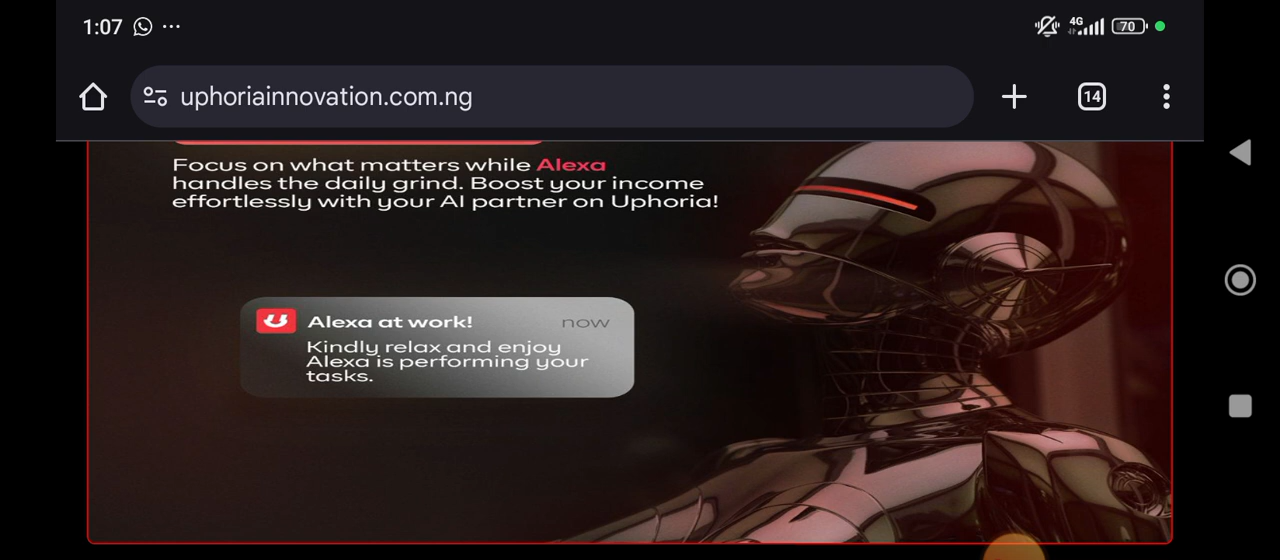 1:07
4G
70
uphoriainnovation.com.ng
14
Focus on what matters while Alexa
handles the daily grind. Boost your income
effortlessly with your AI partner on Uphoria!
Alexa at work!
now
Kindly relax and enjoy
Alexa is performing your
tasks.